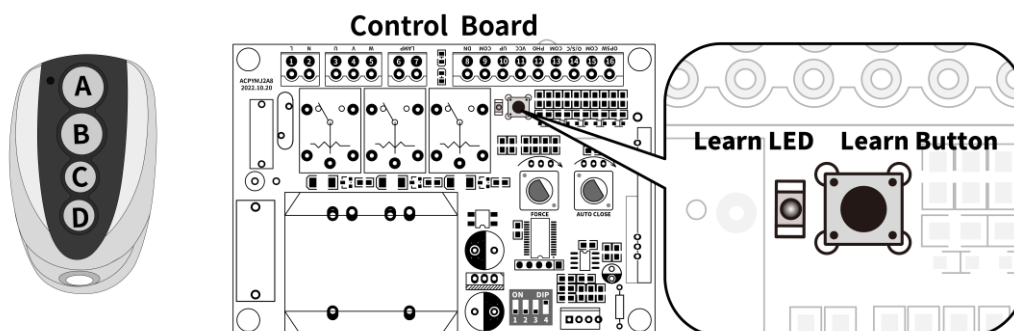 Control Board
L N U V W LAMP DN COM UP VCC PHO COM O/S/C COM OPSW
1 2 3 4 5 6 7 8 9 10 11 12 13 14 15 16
ACPYMJ2A8
2022.10.20
A
B
C
D
Learn LED Learn Button
FORCE AUTO CLOSE
ON DIP
1 2 3 4